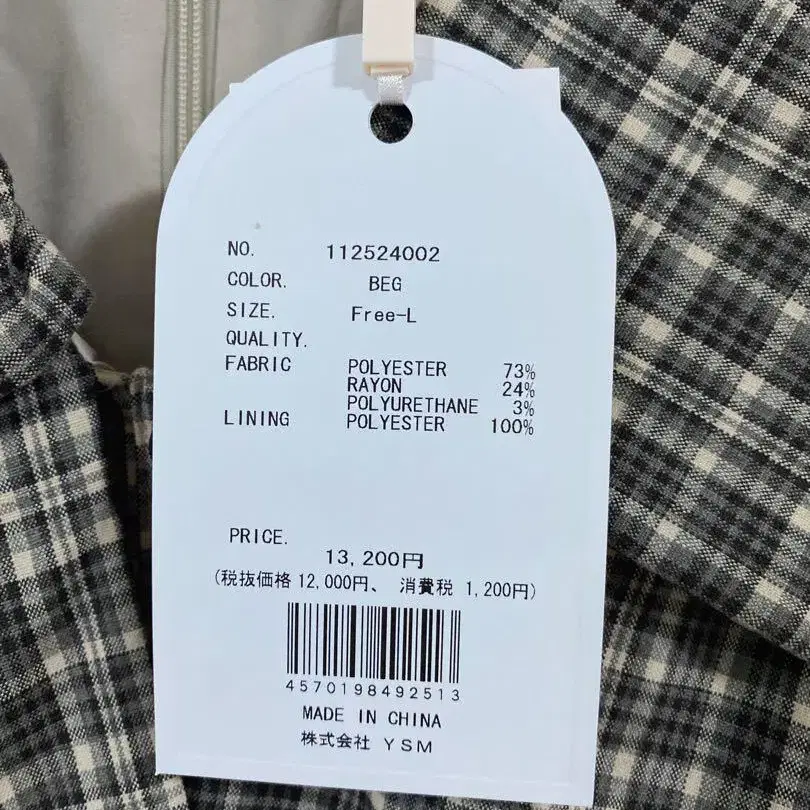 NO. 112524002
COLOR. BEG
SIZE. Free-L
QUALITY.
FABRIC POLYESTER 73%
RAYON 24%
POLYURETHANE 3%
LINING POLYESTER 100%
PRICE.
13,200円
(税抜価格 12,000円、 消費税 1,200円)
4570198492513
MADE IN CHINA
株式会社 YSM